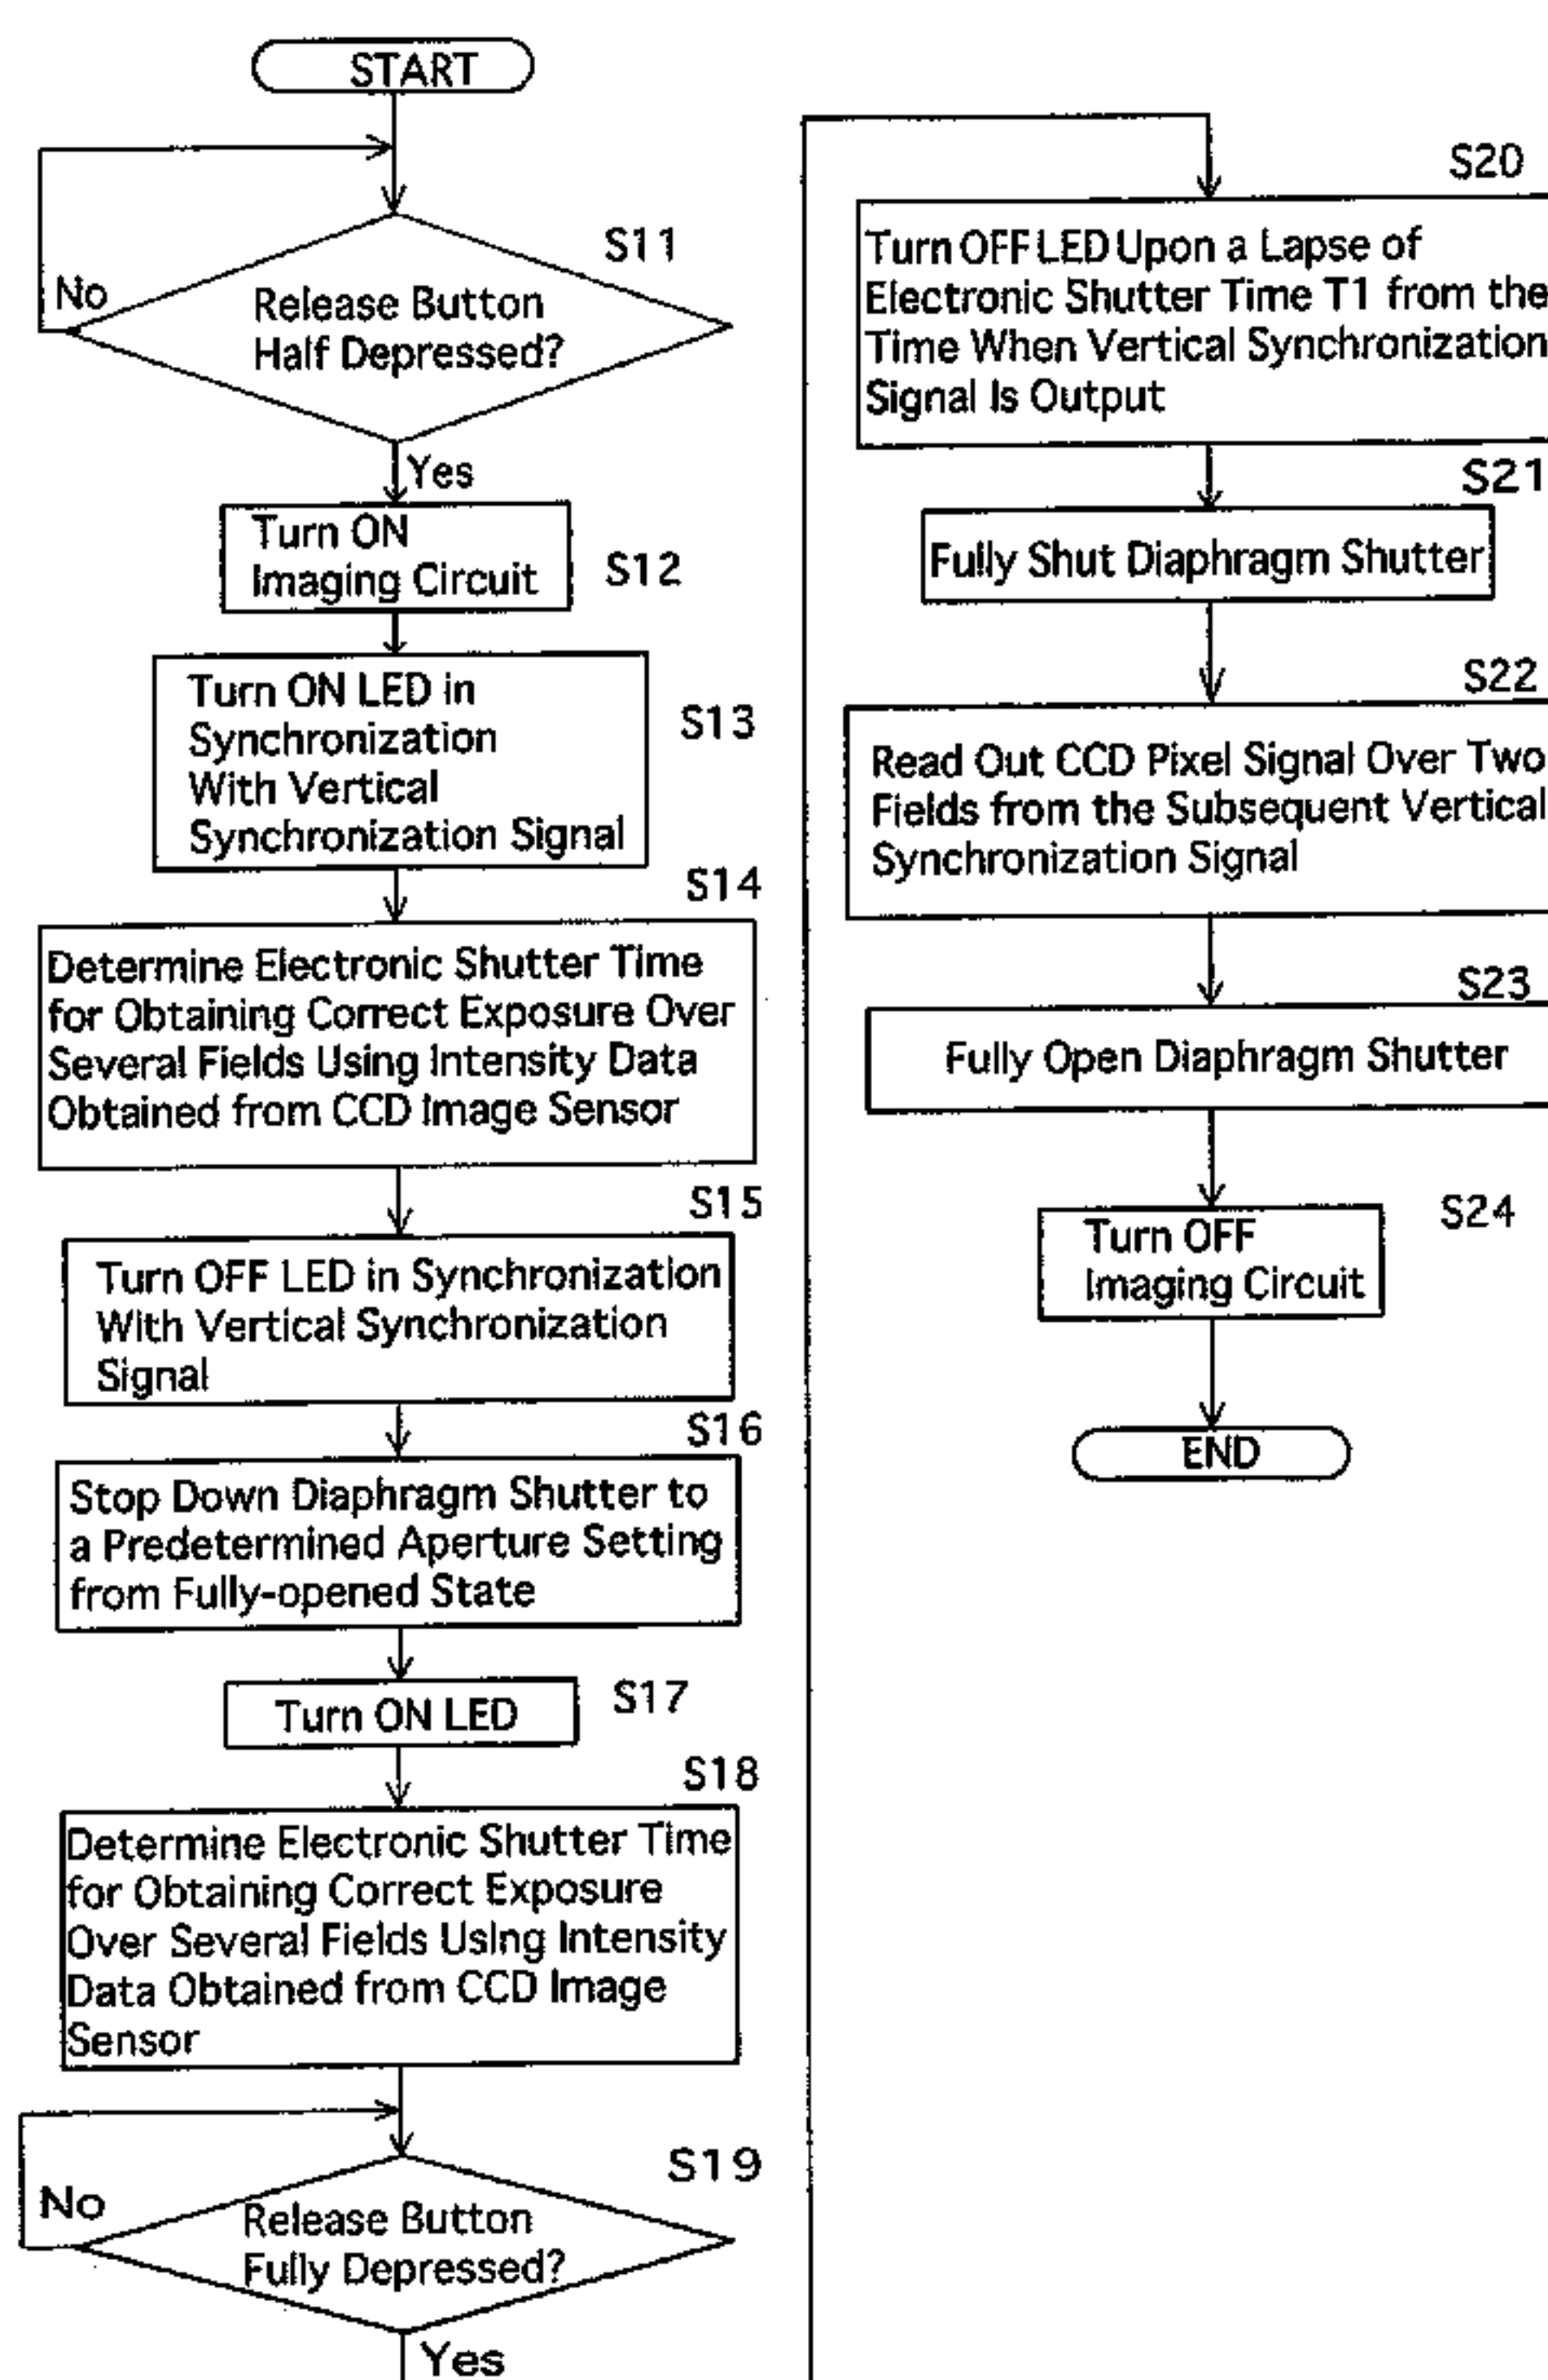 START
S11
No
Release Button
Half Depressed?
Yes
Turn ON
Imaging Circuit
S12
Turn ON LED in
Synchronization
With Vertical
Synchronization Signal
S13
S14
Determine Electronic Shutter Time
for Obtaining Correct Exposure Over
Several Fields Using Intensity Data
Obtained from CCD Image Sensor
S15
Turn OFF LED in Synchronization
With Vertical Synchronization
Signal
S16
Stop Down Diaphragm Shutter to
a Predetermined Aperture Setting
from Fully-opened State
S17
Turn ON LED
S18
Determine Electronic Shutter Time
for Obtaining Correct Exposure
Over Several Fields Using Intensity
Data Obtained from CCD Image
Sensor
S19
No
Release Button
Fully Depressed?
Yes
S20
Turn OFF LED Upon a Lapse of
Electronic Shutter Time T1 from the
Time When Vertical Synchronization
Signal Is Output
S21
Fully Shut Diaphragm Shutter
S22
Read Out CCD Pixel Signal Over Two
Fields from the Subsequent Vertical
Synchronization Signal
S23
Fully Open Diaphragm Shutter
S24
Turn OFF
Imaging Circuit
END